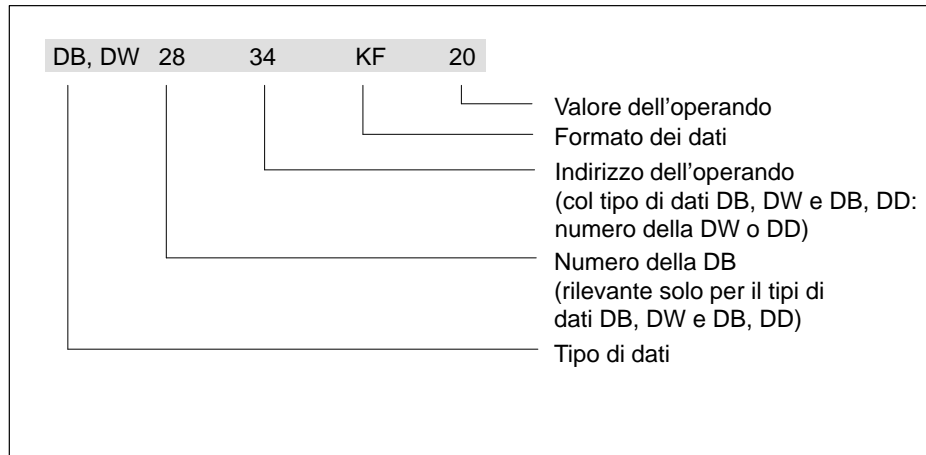 DB, DW 28 34 KF 20
Valore dell'operando
Formato dei dati
Indirizzo dell'operando
(col tipo di dati DB, DW e DB, DD:
numero della DW o DD)
Numero della DB
(rilevante solo per il tipi di
dati DB, DW e DB, DD)
Tipo di dati